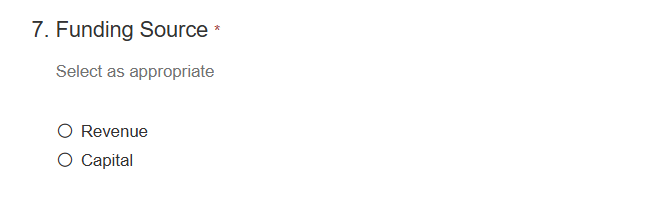 7. Funding Source *
Select as appropriate
Revenue
Capital